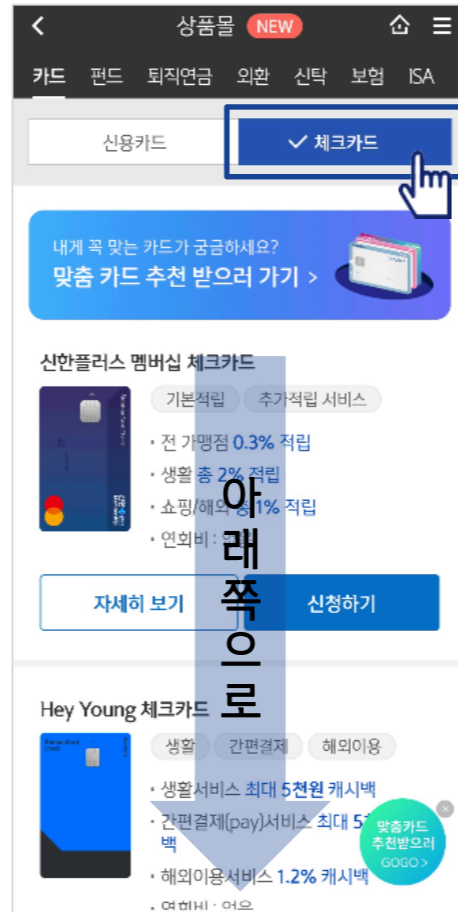 상품몰 NEW
카드 펀드 퇴직연금 외환 신탁 보험 ISA
신용카드
체크카드
내게 꼭 맞는 카드가 궁금하세요?
맞춤 카드 추천 받으러 가기 >
신한플러스 멤버십 체크카드
기본적립 추가적립 서비스
· 전 가맹점 0.3% 적립
· 생활 총 2% 적립
· 쇼핑/해외 총 1% 적립
· 연회비 : 없음
아래쪽으로
자세히 보기
신청하기
Hey Young 체크카드
생활 간편결제 해외이용
· 생활서비스 최대 5천원 캐시백
· 간편결제(pay)서비스 최대
백
· 해외이용서비스 1.2% 캐시백
· 연회비 : 없음
맞춤카드
추천받으러
GOGO >